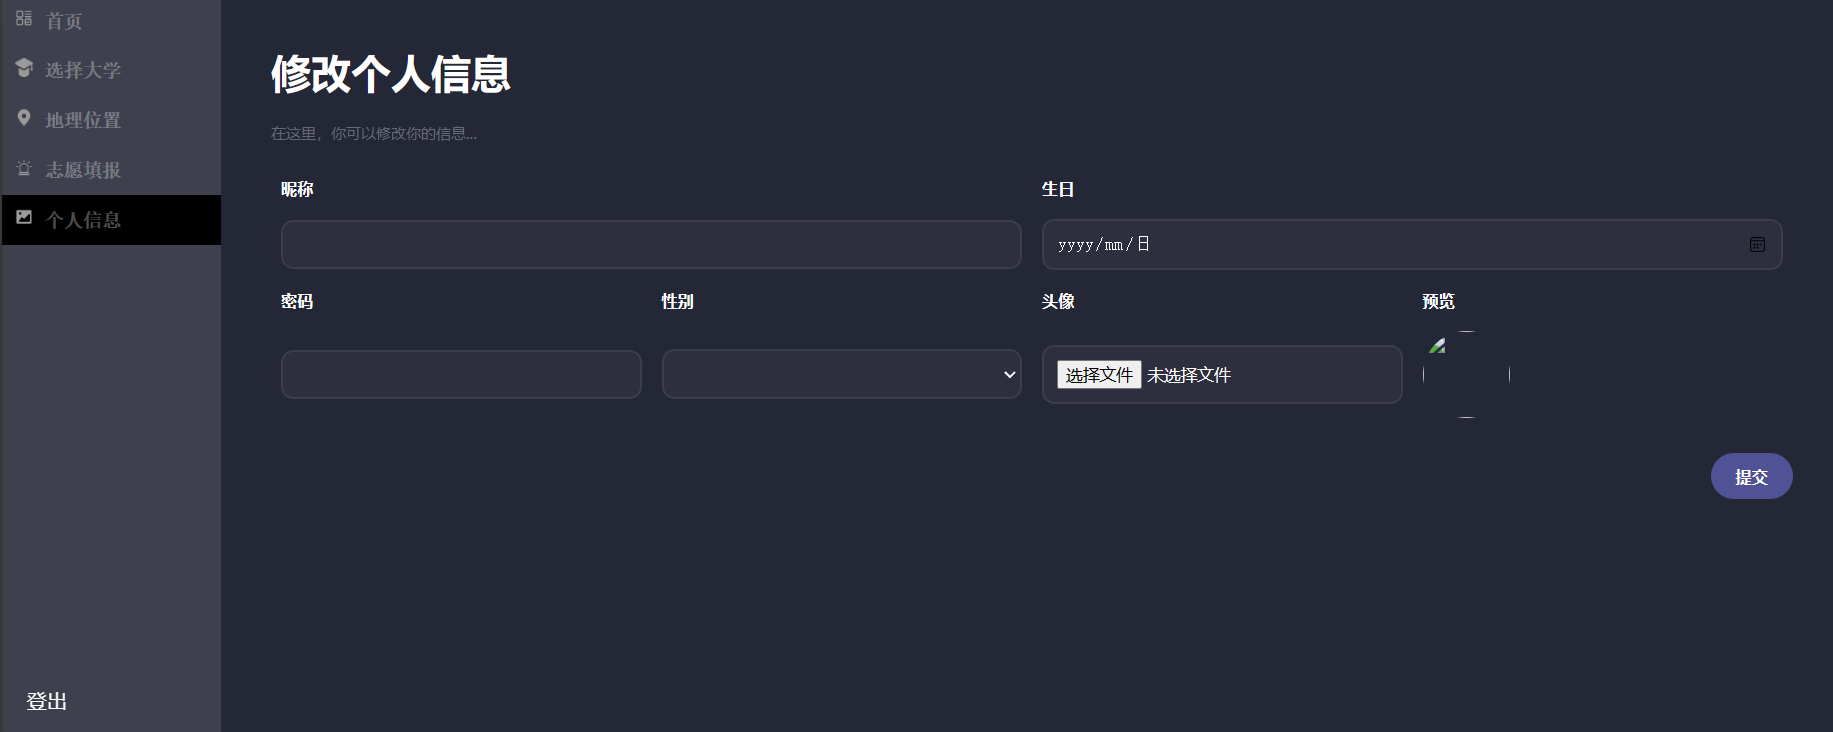 首页
选择大学
地理位置
志愿填报
个人信息
登出
修改个人信息
在这里，你可以修改你的信息...
昵称
生日
yyyy/mm/日
密码
性别
头像
预览
选择文件 未选择文件
提交